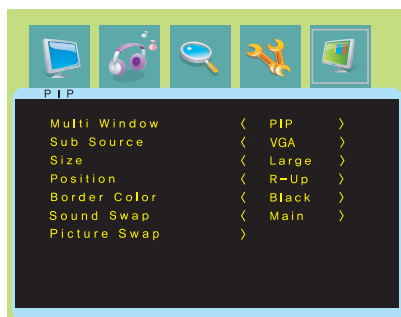 PIP
Multi Window 〈 PIP 〉
Sub Source 〈 VGA 〉
Size 〈 Large 〉
Position 〈 R-Up 〉
Border Color 〈 Black 〉
Sound Swap 〈 Main 〉
Picture Swap 〉